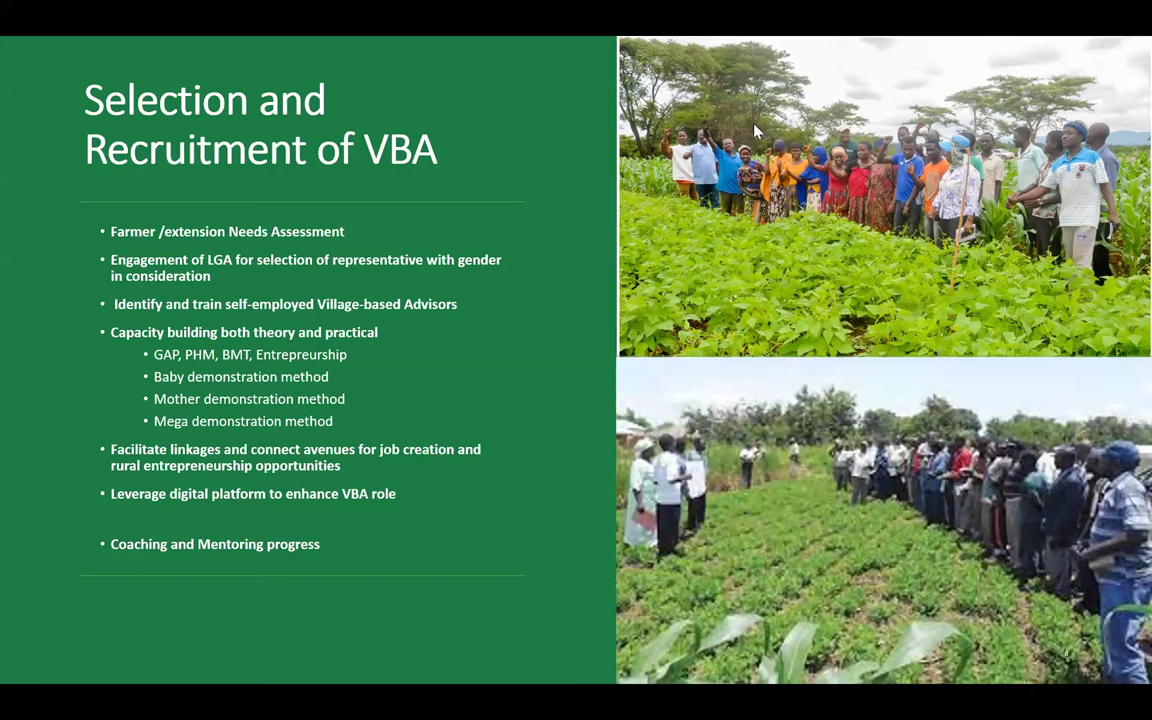 Selection and
Recruitment of VBA
• Farmer /extension Needs Assessment
• Engagement of LGA for selection of representative with gender
in consideration
• Identify and train self-employed Village-based Advisors
• Capacity building both theory and practical
• GAP, PHM, BMT, Entrepreurship
• Baby demonstration method
• Mother demonstration method
• Mega demonstration method
• Facilitate linkages and connect avenues for job creation and
rural entrepreneurship opportunities
• Leverage digital platform to enhance VBA role
• Coaching and Mentoring progress
8